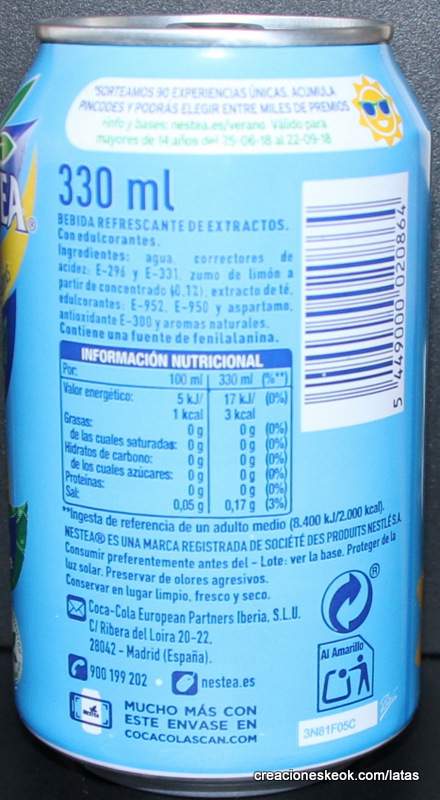 *SORTEAMOS 90 EXPERIENCIAS ÚNICAS. ACUMULA
PINCODES Y PODRÁS ELEGIR ENTRE MILES DE PREMIOS
+info y bases: nestea.es/verano. Válido para
mayores de 14 años del 25-06-18 al 22-09-18
EA®
330 ml
BEBIDA REFRESCANTE DE EXTRACTOS.
Con edulcorantes.
Ingredientes: agua, correctores de
acidez: E-296 y E-331, zumo de limón a
partir de concentrado (0,1%), extracto de té,
edulcorantes: E-952, E-950 y aspartamo,
antioxidante E-300 y aromas naturales.
Contiene una fuente de fenilalanina.
5 449000 020864
INFORMACIÓN NUTRICIONAL
Por: 100 ml 330 ml (%**)
Valor energético: 5 kJ/ 17 kJ/ (0%)
1 kcal 3 kcal
Grasas: 0 g 0 g (0%)
de las cuales saturadas: 0 g 0 g (0%)
Hidratos de carbono: 0 g 0 g (0%)
de los cuales azúcares: 0 g 0 g (0%)
Proteínas: 0 g 0 g (0%)
Sal: 0,05 g 0,17 g (3%)
**Ingesta de referencia de un adulto medio (8.400 kJ/2.000 kcal).
NESTEA® ES UNA MARCA REGISTRADA DE SOCIÉTÉ DES PRODUITS NESTLÉ S.A.
Consumir preferentemente antes del - Lote: ver la base. Proteger de la
luz solar. Preservar de olores agresivos.
Conservar en lugar limpio, fresco y seco.
Coca-Cola European Partners Iberia, S.L.U.
C/ Ribera del Loira 20-22,
28042 - Madrid (España).
900 199 202 • nestea.es
®
Al Amarillo
MUCHO MÁS CON
ESTE ENVASE EN
COCACOLASCAN.COM
3N81F05C
creacioneskeok.com/latas